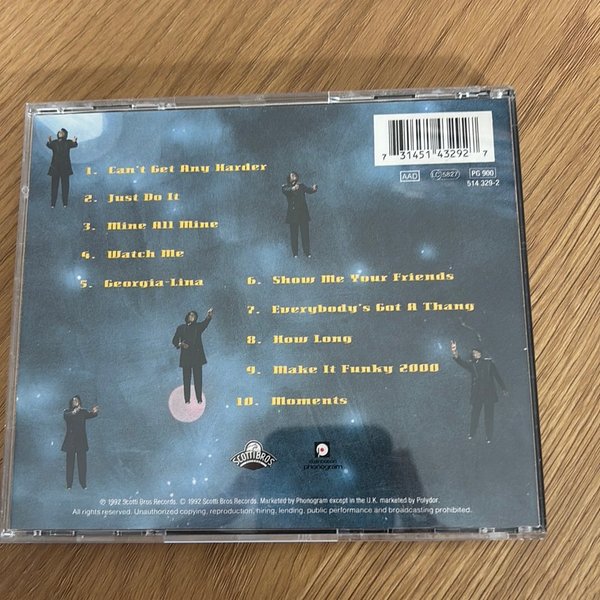 1. Can't Get Any Harder
2. Just Do It
3. Mine All Mine
4. Watch Me
5. Georgia-Lina
6. Show Me Your Friends
7. Everybody's Got A Thang
8. How Long
9. Make It Funky 2000
10. Moments
7 31451 43292 7
AAD LC 5827 PG 900
514 329-2
SCOTTI BROS
phonogram
℗ 1992 Scotti Bros Records. © 1992 Scotti Bros Records. Marketed by Phonogram except in the U.K. marketed by Polydor.
All rights reserved. Unauthorized copying, reproduction, hiring, lending, public performance and broadcasting prohibited.